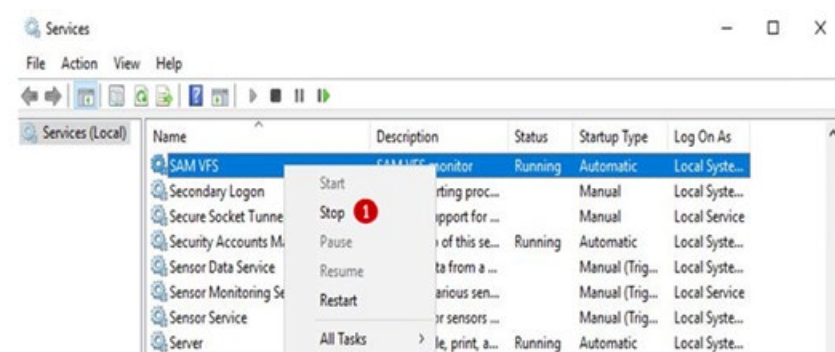 Services
File Action View Help
Services (Local)
Name Description Status Startup Type Log On As
SAM VFS SAM VFS monitor Running Automatic Local Syste...
Secondary Logon rting proc... Manual Local Syste...
Secure Socket Tunne pport for ... Manual Local Service
Security Accounts Ma of this se... Running Automatic Local Syste...
Sensor Data Service ta from a ... Manual (Trig... Local Syste...
Sensor Monitoring Se arious sen... Manual (Trig... Local Service
Sensor Service r sensors ... Manual (Trig... Local Syste...
Server le, print, a... Running Automatic Local Syste...
Start
Stop 1
Pause
Resume
Restart
All Tasks